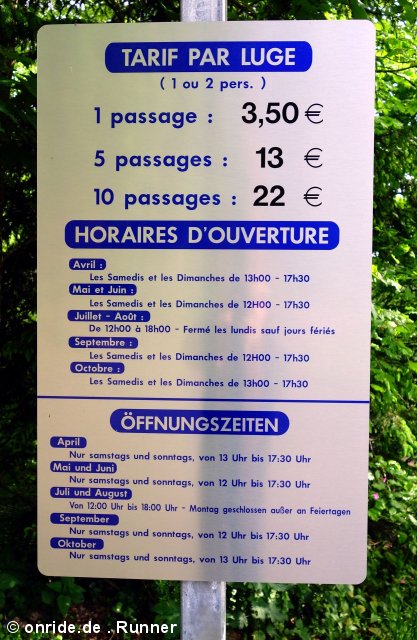 TARIF PAR LUGE
( 1 ou 2 pers. )
1 passage : 3,50 €
5 passages : 13 €
10 passages : 22 €
HORAIRES D'OUVERTURE
Avril :
Les Samedis et les Dimanches de 13h00 - 17h30
Mai et Juin :
Les Samedis et les Dimanches de 12H00 - 17h30
Juillet - Août :
De 12h00 à 18h00 - Fermé les lundis sauf jours fériés
Septembre :
Les Samedis et les Dimanches de 12H00 - 17h30
Octobre :
Les Samedis et les Dimanches de 13h00 - 17h30
ÖFFNUNGSZEITEN
April
Nur samstags und sonntags, von 13 Uhr bis 17:30 Uhr
Mai und Juni
Nur samstags und sonntags, von 12 Uhr bis 17:30 Uhr
Juli und August
Von 12:00 Uhr bis 18:00 Uhr - Montag geschlossen außer an Feiertagen
September
Nur samstags und sonntags, von 12 Uhr bis 17:30 Uhr
Oktober
Nur samstags und sonntags, von 13 Uhr bis 17:30 Uhr
© onride.de . Runner